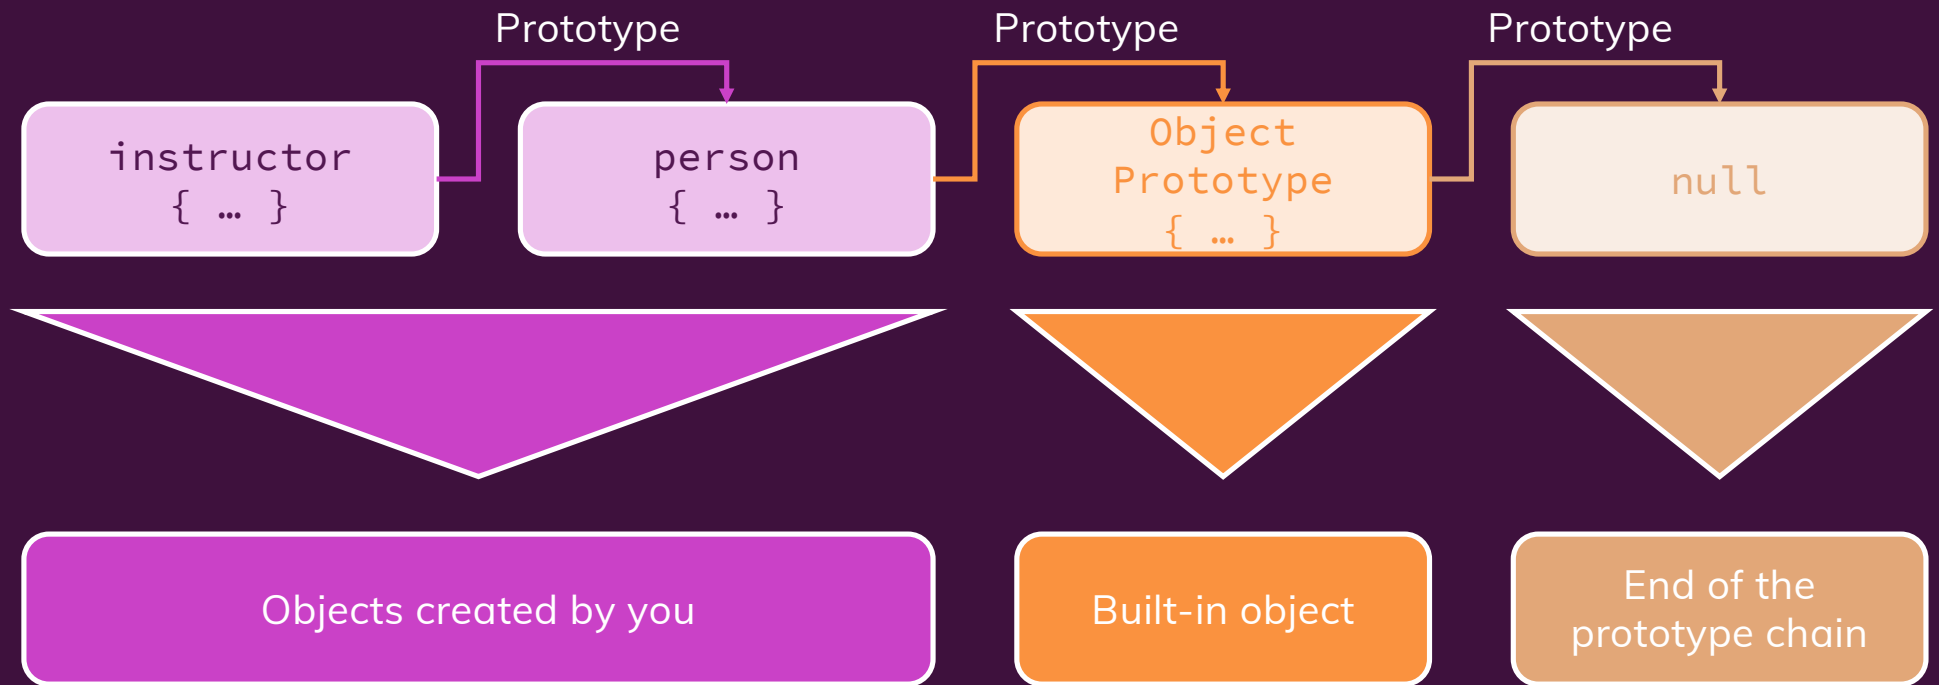 Prototype
Prototype
Prototype
instructor
{ … }
person
{ … }
Object
Prototype
{ … }
null
Objects created by you
Built-in object
End of the
prototype chain